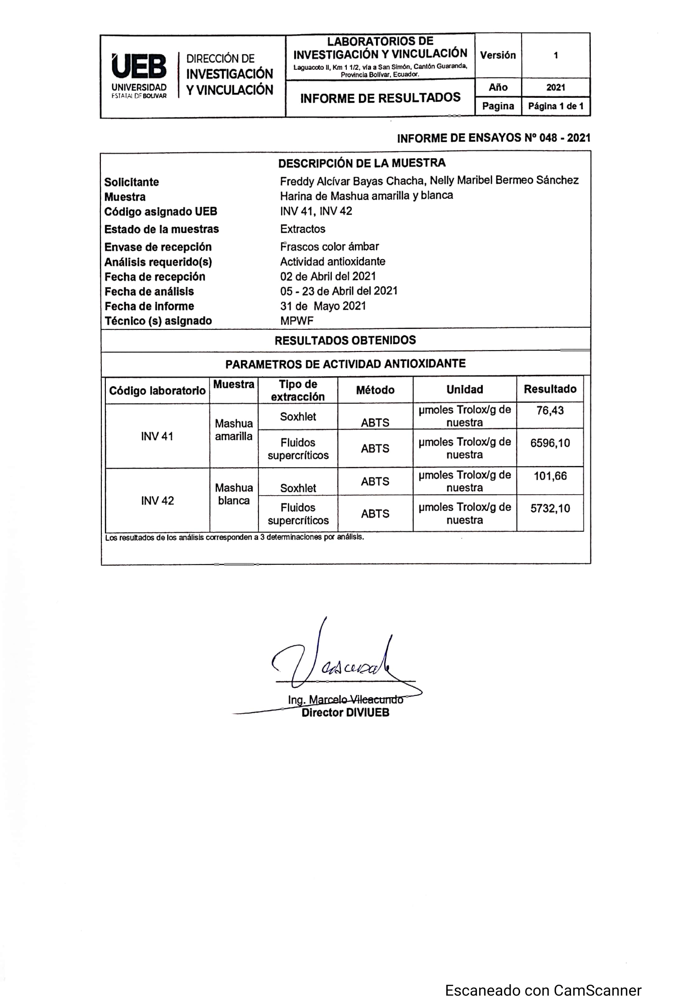 UEB
UNIVERSIDAD
ESTATAL DE BOLIVAR
DIRECCIÓN DE
INVESTIGACIÓN
Y VINCULACIÓN
LABORATORIOS DE
INVESTIGACIÓN Y VINCULACIÓN
Laguacoto II, Km 1 1/2, vía a San Simón, Cantón Guaranda,
Provincia Bolívar, Ecuador.
INFORME DE RESULTADOS
Versión 1
Año 2021
Pagina Página 1 de 1
INFORME DE ENSAYOS Nº 048 - 2021
DESCRIPCIÓN DE LA MUESTRA
Solicitante Freddy Alcívar Bayas Chacha, Nelly Maribel Bermeo Sánchez
Muestra Harina de Mashua amarilla y blanca
Código asignado UEB INV 41, INV 42
Estado de la muestras Extractos
Envase de recepción Frascos color ámbar
Análisis requerido(s) Actividad antioxidante
Fecha de recepción 02 de Abril del 2021
Fecha de análisis 05 - 23 de Abril del 2021
Fecha de informe 31 de Mayo 2021
Técnico (s) asignado MPWF
RESULTADOS OBTENIDOS
PARAMETROS DE ACTIVIDAD ANTIOXIDANTE
Código laboratorio Muestra Tipo de extracción Método Unidad Resultado
INV 41 Mashua amarilla Soxhlet ABTS µmoles Trolox/g de nuestra 76,43
Fluidos supercríticos ABTS µmoles Trolox/g de nuestra 6596,10
INV 42 Mashua blanca Soxhlet ABTS µmoles Trolox/g de nuestra 101,66
Fluidos supercríticos ABTS µmoles Trolox/g de nuestra 5732,10
Los resultados de los análisis corresponden a 3 determinaciones por análisis.
Ing. Marcelo Vilcacundo
Director DIVIUEB
Escaneado con CamScanner